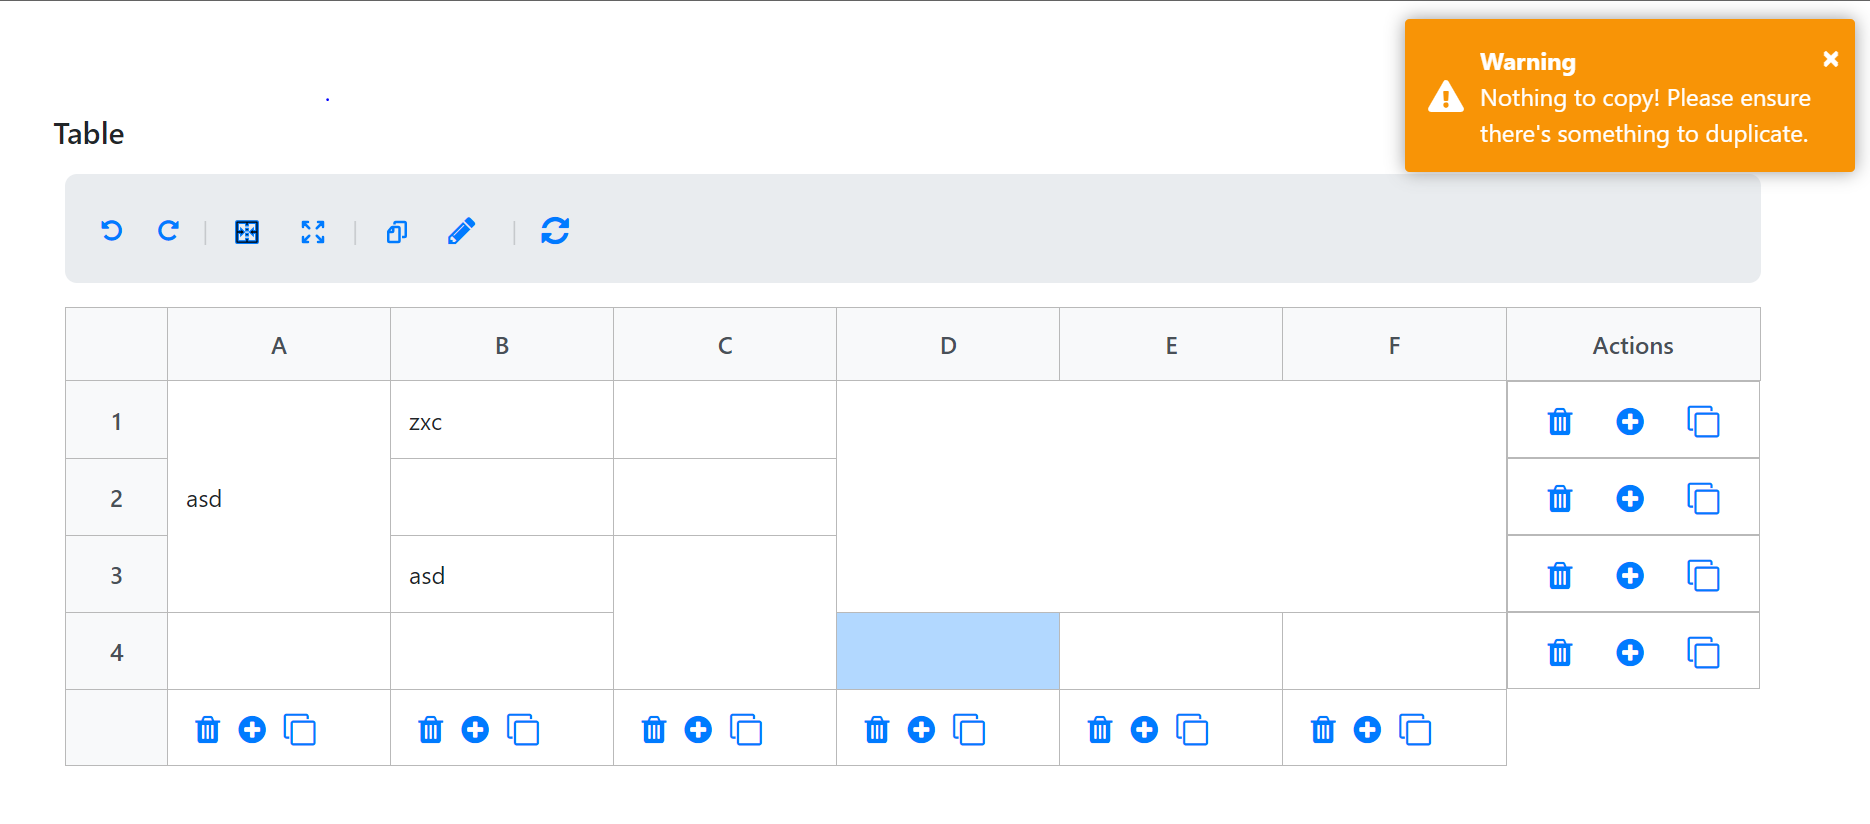 Warning
Nothing to copy! Please ensure
there's something to duplicate.
Table
A B C D E F Actions
1 zxc
2 asd
3 asd
4